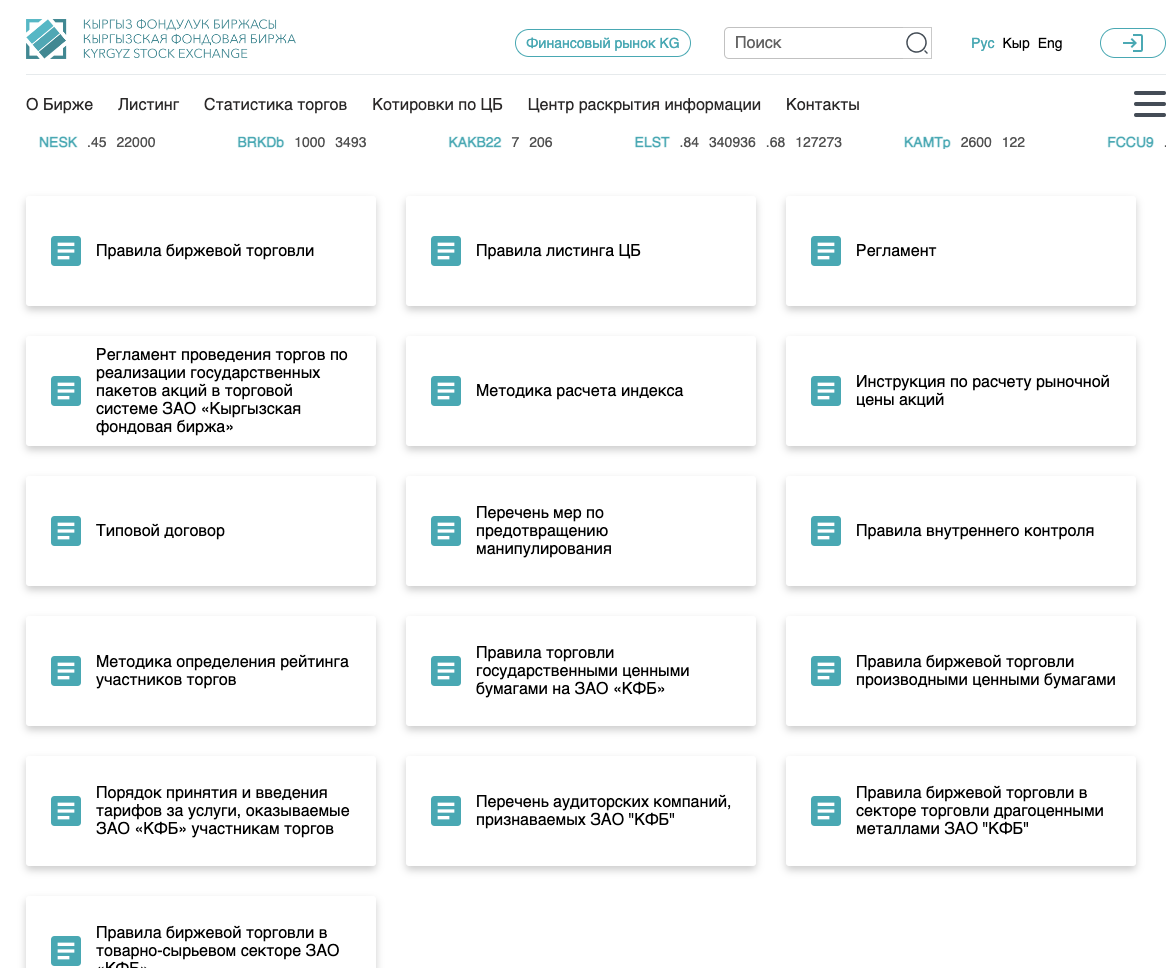 КЫРГЫЗ ФОНДУЛУК БИРЖАСЫ
КЫРГЫЗСКАЯ ФОНДОВАЯ БИРЖА
KYRGYZ STOCK EXCHANGE
Финансовый рынок KG
Поиск
Рус Кыр Eng
О Бирже Листинг Статистика торгов Котировки по ЦБ Центр раскрытия информации Контакты
NESK .45 22000 BRKDb 1000 3493 KAKB22 7 206 ELST .84 340936 .68 127273 KAMTp 2600 122 FCCU9 .
Правила биржевой торговли
Правила листинга ЦБ
Регламент
Регламент проведения торгов по
реализации государственных
пакетов акций в торговой
системе ЗАО «Кыргызская
фондовая биржа»
Методика расчета индекса
Инструкция по расчету рыночной
цены акций
Типовой договор
Перечень мер по
предотвращению
манипулирования
Правила внутреннего контроля
Методика определения рейтинга
участников торгов
Правила торговли
государственными ценными
бумагами на ЗАО «КФБ»
Правила биржевой торговли
производными ценными бумагами
Порядок принятия и введения
тарифов за услуги, оказываемые
ЗАО «КФБ» участникам торгов
Перечень аудиторских компаний,
признаваемых ЗАО "КФБ"
Правила биржевой торговли в
секторе торговли драгоценными
металлами ЗАО "КФБ"
Правила биржевой торговли в
товарно-сырьевом секторе ЗАО
«КФБ»